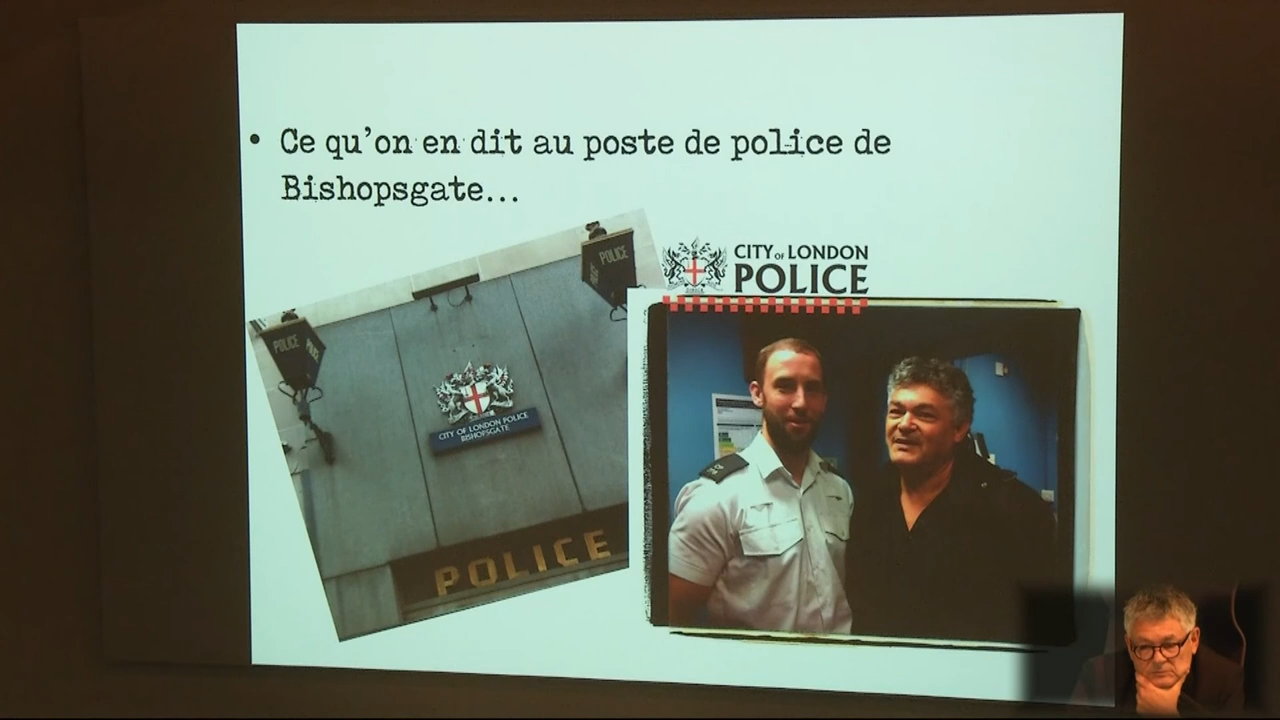 • Ce qu'on en dit au poste de police de
Bishopsgate...
CITY OF LONDON
POLICE
POLICE
POLICE
POLICE
CITY OF LONDON POLICE
BISHOPSGATE
POLICE